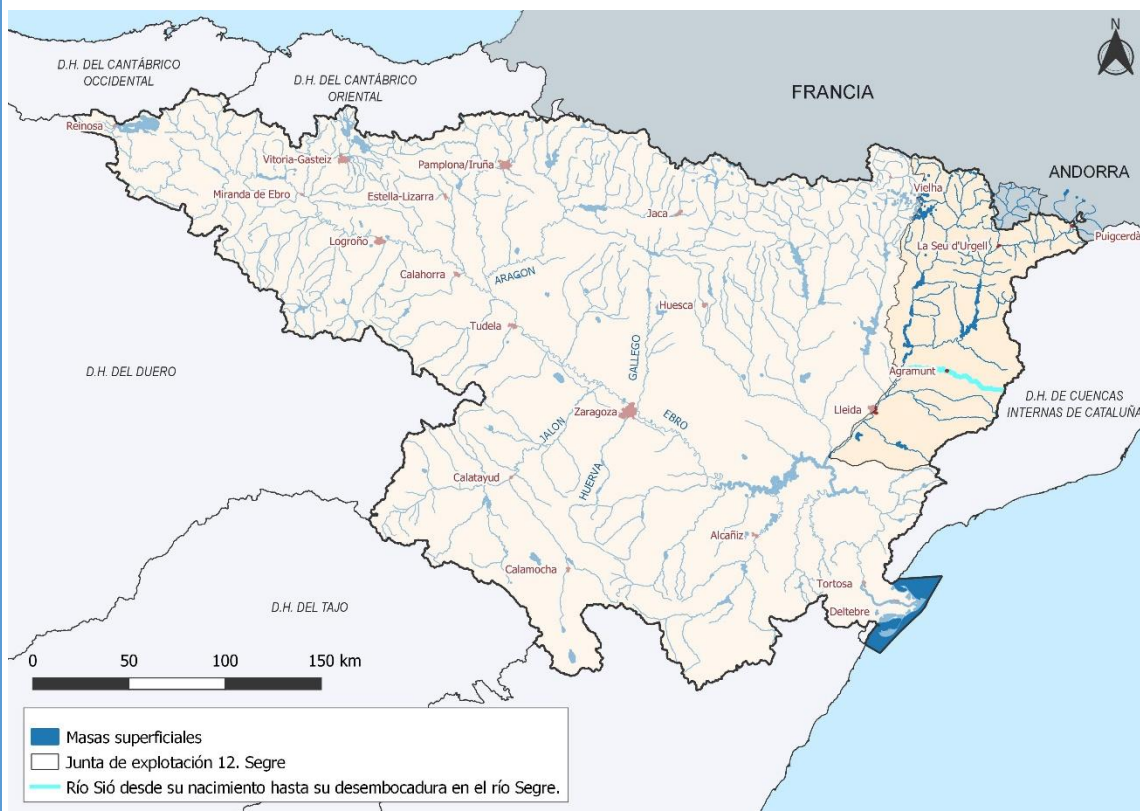 N
D.H. DEL CANTÁBRICO
OCCIDENTAL
D.H. DEL CANTÁBRICO
ORIENTAL
FRANCIA
ANDORRA
Reinosa
Vitoria-Gasteiz
Pamplona/Iruña
Vielha
Miranda de Ebro
Estella-Lizarra
Jaca
Puigcerdà
La Seu d'Urgell
Logroño
Calahorra
ARAGON
Huesca
Tudela
GALLEGO
D.H. DEL DUERO
Agramunt
D.H. DE CUENCAS
INTERNAS DE CATALUÑA
Zaragoza
Lleida
EBRO
JALON
HUERVA
Calatayud
Alcañiz
Calamocha
Tortosa
Deltebre
D.H. DEL TAJO
0 50 100 150 km
Masas superficiales
Junta de explotación 12. Segre
Río Sió desde su nacimiento hasta su desembocadura en el río Segre.